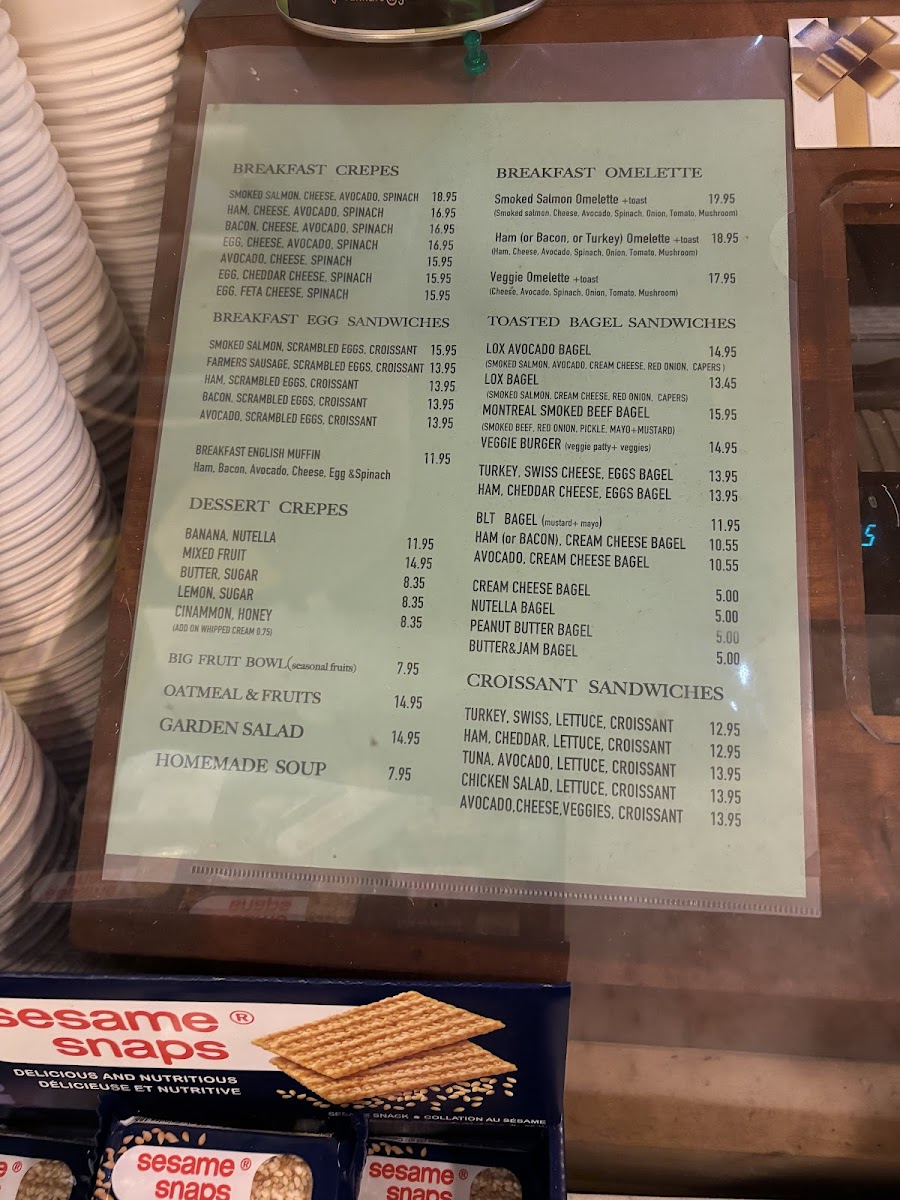 BREAKFAST CREPES
SMOKED SALMON, CHEESE, AVOCADO, SPINACH 18.95
HAM, CHEESE, AVOCADO, SPINACH 16.95
BACON, CHEESE, AVOCADO, SPINACH 16.95
EGG, CHEESE, AVOCADO, SPINACH 16.95
AVOCADO, CHEESE, SPINACH 15.95
EGG, CHEDDAR CHEESE, SPINACH 15.95
EGG, FETA CHEESE, SPINACH 15.95
BREAKFAST EGG SANDWICHES
SMOKED SALMON, SCRAMBLED EGGS, CROISSANT 15.95
FARMERS SAUSAGE, SCRAMBLED EGGS, CROISSANT 13.95
HAM, SCRAMBLED EGGS, CROISSANT 13.95
BACON, SCRAMBLED EGGS, CROISSANT 13.95
AVOCADO, SCRAMBLED EGGS, CROISSANT 13.95
BREAKFAST ENGLISH MUFFIN 11.95
Ham, Bacon, Avocado, Cheese, Egg &Spinach
DESSERT CREPES
BANANA, NUTELLA 11.95
MIXED FRUIT 14.95
BUTTER, SUGAR 8.35
LEMON, SUGAR 8.35
CINAMMON, HONEY 8.35
(ADD ON WHIPPED CREAM 0.75)
BIG FRUIT BOWL(seasonal fruits) 7.95
OATMEAL & FRUITS 14.95
GARDEN SALAD 14.95
HOMEMADE SOUP 7.95
BREAKFAST OMELETTE
Smoked Salmon Omelette +toast 19.95
(Smoked salmon, Cheese, Avocado, Spinach, Onion, Tomato, Mushroom)
Ham (or Bacon, or Turkey) Omelette +toast 18.95
(Ham, Cheese, Avocado, Spinach, Onion, Tomato, Mushroom)
Veggie Omelette +toast 17.95
(Cheese, Avocado, Spinach, Onion, Tomato, Mushroom)
TOASTED BAGEL SANDWICHES
LOX AVOCADO BAGEL 14.95
(SMOKED SALMON, AVOCADO, CREAM CHEESE, RED ONION, CAPERS )
LOX BAGEL 13.45
(SMOKED SALMON, CREAM CHEESE, RED ONION, CAPERS)
MONTREAL SMOKED BEEF BAGEL 15.95
(SMOKED BEEF, RED ONION, PICKLE, MAYO+MUSTARD)
VEGGIE BURGER (veggie patty+ veggies) 14.95
TURKEY, SWISS CHEESE, EGGS BAGEL 13.95
HAM, CHEDDAR CHEESE, EGGS BAGEL 13.95
BLT BAGEL (mustard+ mayo) 11.95
HAM (or BACON), CREAM CHEESE BAGEL 10.55
AVOCADO, CREAM CHEESE BAGEL 10.55
CREAM CHEESE BAGEL 5.00
NUTELLA BAGEL 5.00
PEANUT BUTTER BAGEL 5.00
BUTTER&JAM BAGEL 5.00
CROISSANT SANDWICHES
TURKEY, SWISS, LETTUCE, CROISSANT 12.95
HAM, CHEDDAR, LETTUCE, CROISSANT 12.95
TUNA, AVOCADO, LETTUCE, CROISSANT 13.95
CHICKEN SALAD, LETTUCE, CROISSANT 13.95
AVOCADO,CHEESE,VEGGIES, CROISSANT 13.95
5
sesame ®
snaps
DELICIOUS AND NUTRITIOUS
DÉLICIEUSE ET NUTRITIVE
SNACK & COLLATION AU SÉSAME
sesame ®
snaps
sesame ®
snaps